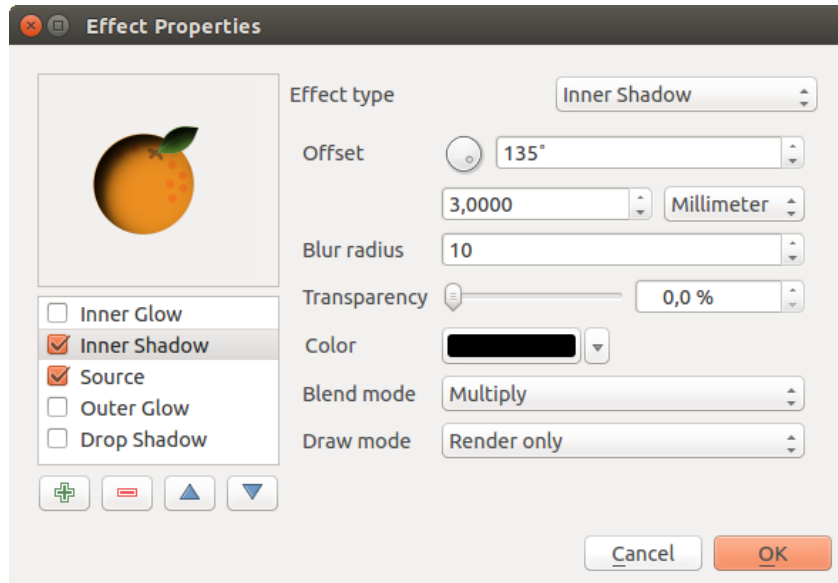 Effect Properties
Effect type
Inner Shadow
Offset
135°
3,0000
Millimeter
Blur radius
10
Transparency
0,0 %
Color
Blend mode
Multiply
Draw mode
Render only
Inner Glow
Inner Shadow
Source
Outer Glow
Drop Shadow
Cancel
OK